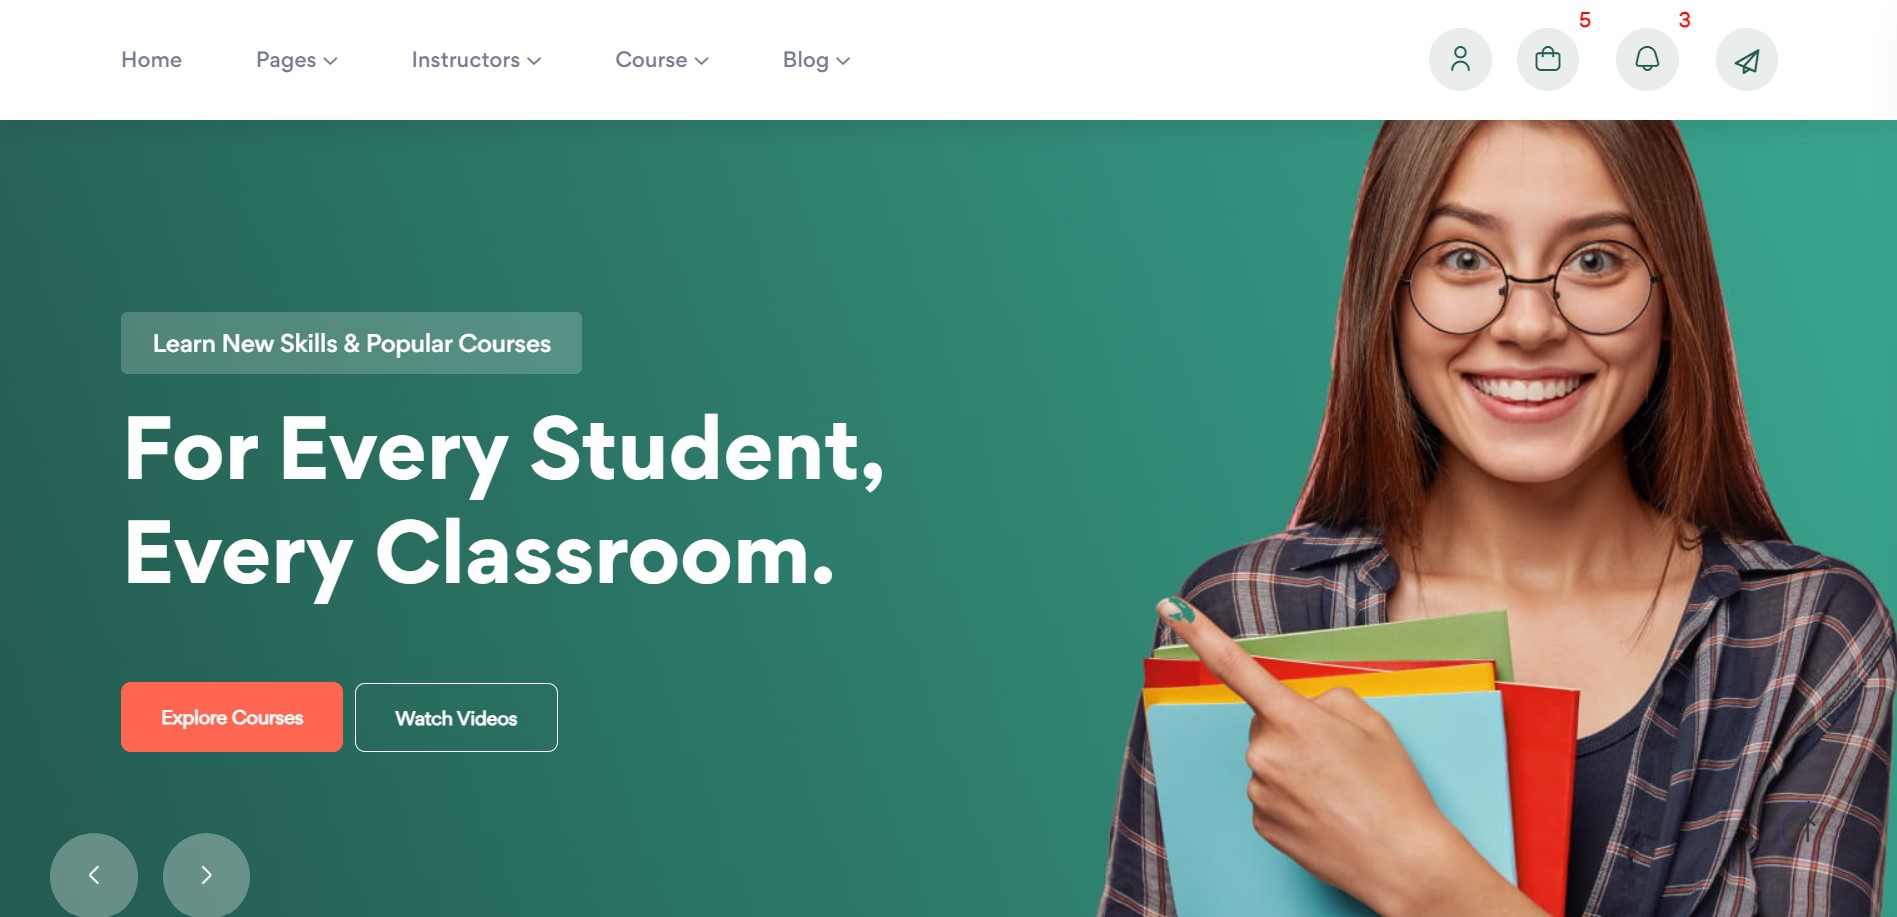 5 3
Home Pages Instructors Course Blog
Learn New Skills & Popular Courses
For Every Student,
Every Classroom.
Explore Courses Watch Videos